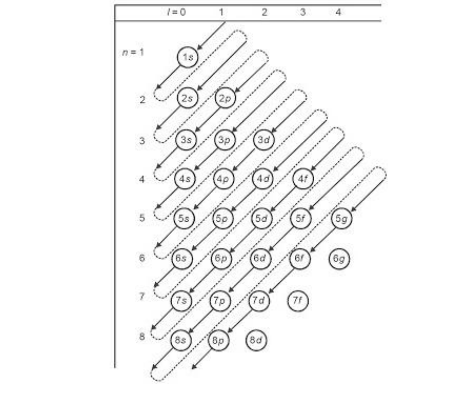 l = 0 1 2 3 4
n = 1 1s
2 2s 2p
3 3s 3p 3d
4 4s 4p 4d 4f
5 5s 5p 5d 5f 5g
6 6s 6p 6d 6f 6g
7 7s 7p 7d 7f
8 8s 8p 8d